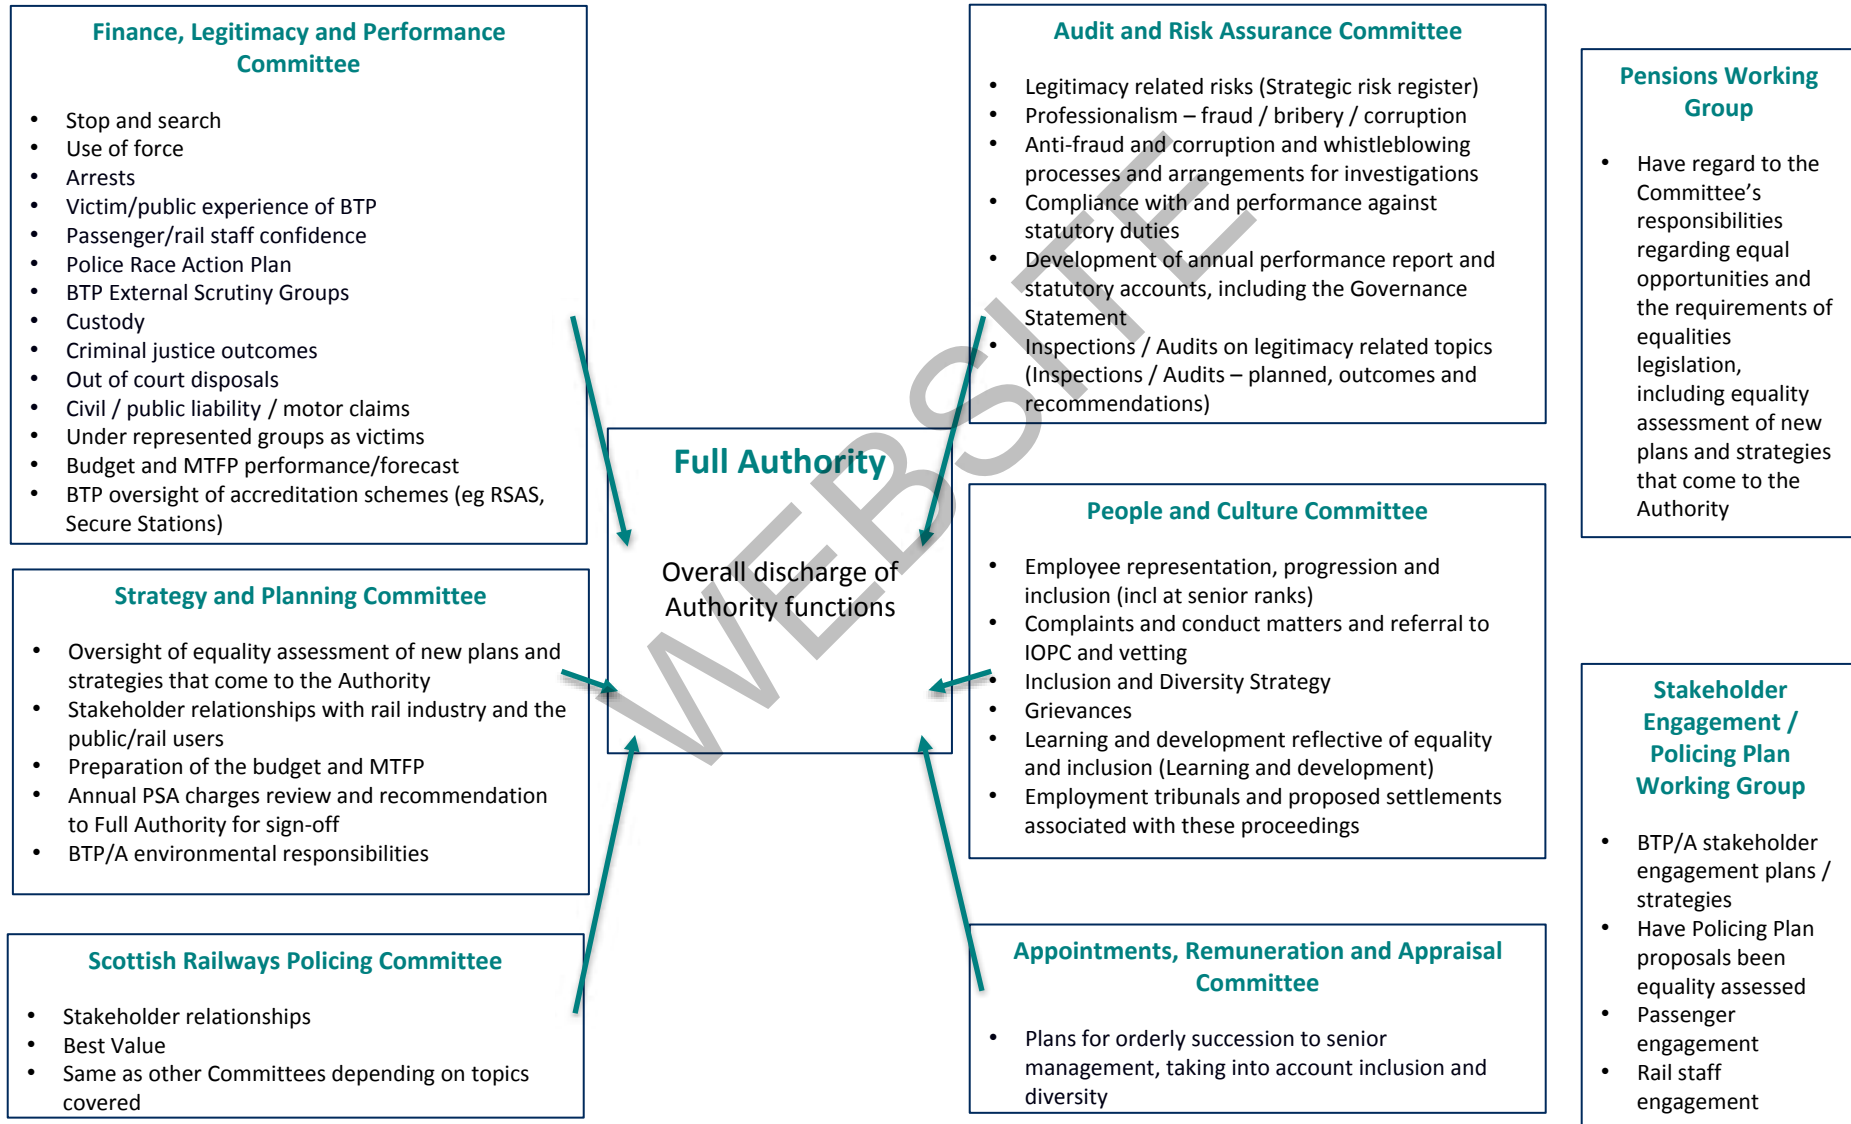 Finance, Legitimacy and Performance
Committee
• Stop and search
• Use of force
• Arrests
• Victim/public experience of BTP
• Passenger/rail staff confidence
• Police Race Action Plan
• BTP External Scrutiny Groups
• Custody
• Criminal justice outcomes
• Out of court disposals
• Civil / public liability / motor claims
• Under represented groups as victims
• Budget and MTFP performance/forecast
• BTP oversight of accreditation schemes (eg RSAS,
Secure Stations)
Strategy and Planning Committee
• Oversight of equality assessment of new plans and
strategies that come to the Authority
• Stakeholder relationships with rail industry and the
public/rail users
• Preparation of the budget and MTFP
• Annual PSA charges review and recommendation
to Full Authority for sign-off
• BTP/A environmental responsibilities
Scottish Railways Policing Committee
• Stakeholder relationships
• Best Value
• Same as other Committees depending on topics
covered
Full Authority
Overall discharge of
Authority functions
WEBSITE
Audit and Risk Assurance Committee
• Legitimacy related risks (Strategic risk register)
• Professionalism – fraud / bribery / corruption
• Anti-fraud and corruption and whistleblowing
processes and arrangements for investigations
• Compliance with and performance against
statutory duties
• Development of annual performance report and
statutory accounts, including the Governance
Statement
• Inspections / Audits on legitimacy related topics
(Inspections / Audits – planned, outcomes and
recommendations)
People and Culture Committee
• Employee representation, progression and
inclusion (incl at senior ranks)
• Complaints and conduct matters and referral to
IOPC and vetting
• Inclusion and Diversity Strategy
• Grievances
• Learning and development reflective of equality
and inclusion (Learning and development)
• Employment tribunals and proposed settlements
associated with these proceedings
Appointments, Remuneration and Appraisal
Committee
• Plans for orderly succession to senior
management, taking into account inclusion and
diversity
Pensions Working
Group
• Have regard to the
Committee’s
responsibilities
regarding equal
opportunities and
the requirements of
equalities
legislation,
including equality
assessment of new
plans and strategies
that come to the
Authority
Stakeholder
Engagement /
Policing Plan
Working Group
• BTP/A stakeholder
engagement plans /
strategies
• Have Policing Plan
proposals been
equality assessed
• Passenger
engagement
• Rail staff
engagement